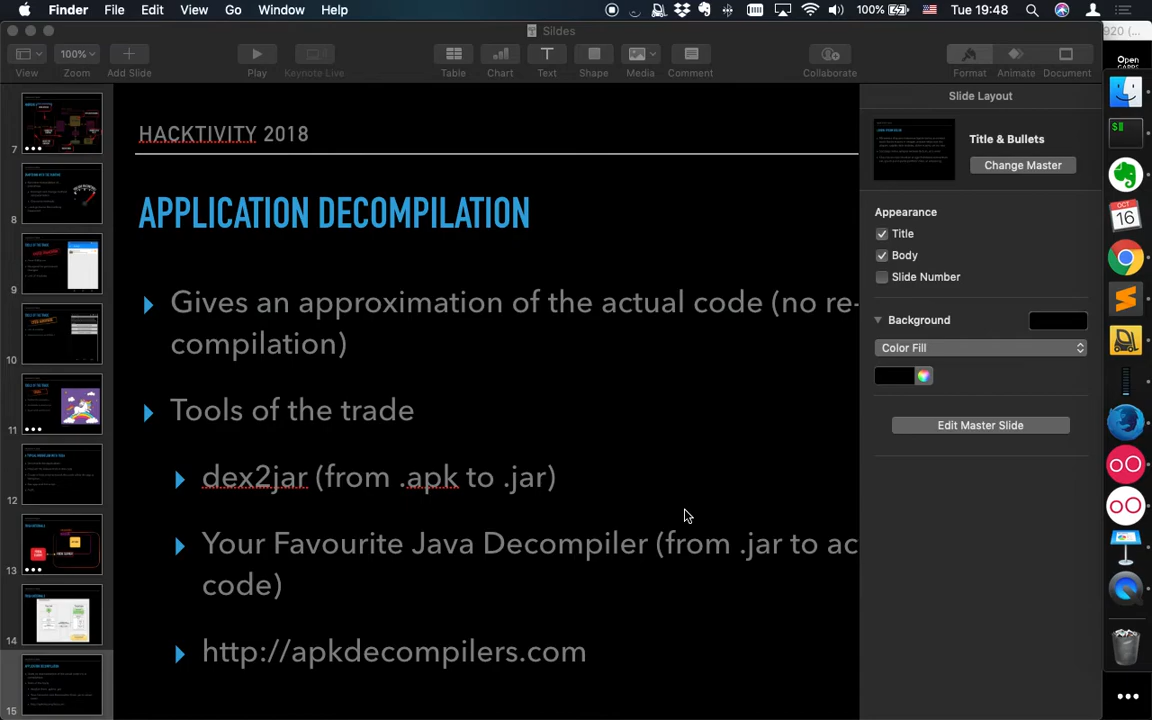 Finder File Edit View Go Window Help 100% Tue 19:48
Slides
920 (...
View 100% Zoom Add Slide Play Keynote Live Table Chart Text Shape Media Comment Collaborate Format Animate Document
Open
GAPPS
Slide Layout
HACKTIVITY 2018
Title & Bullets
Change Master
APPLICATION DECOMPILATION
Appearance
Title
Body
Slide Number
Gives an approximation of the actual code (no re-
compilation)
Background
Color Fill
Tools of the trade
Edit Master Slide
dex2jar (from .apk to .jar)
Your Favourite Java Decompiler (from .jar to ac
code)
http://apkdecompilers.com
7
8
9
10
11
12
13
14
15
OCT
16